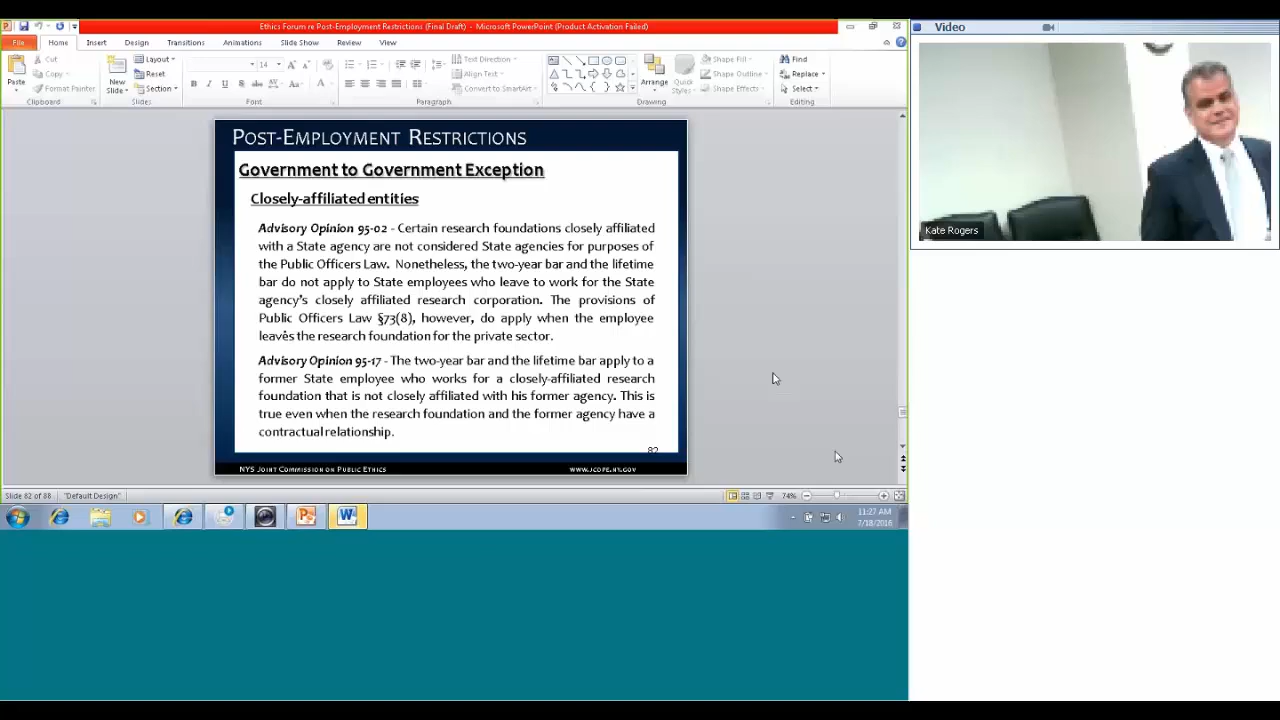 Ethics Forum re Post-Employment Restrictions (Final Draft) - Microsoft PowerPoint (Product Activation Failed)
Video
File Home Insert Design Transitions Animations Slide Show Review View
Paste
Cut
Copy
Format Painter
Clipboard
New Slide
Layout
Reset
Section
Slides
14
Font
Text Direction
Align Text
Convert to SmartArt
Paragraph
Arrange
Quick Styles
Shape Fill
Shape Outline
Shape Effects
Drawing
Find
Replace
Select
Editing
POST-EMPLOYMENT RESTRICTIONS
Government to Government Exception
Closely-affiliated entities
Advisory Opinion 95-02 - Certain research foundations closely affiliated
with a State agency are not considered State agencies for purposes of
the Public Officers Law. Nonetheless, the two-year bar and the lifetime
bar do not apply to State employees who leave to work for the State
agency's closely affiliated research corporation. The provisions of
Public Officers Law §73(8), however, do apply when the employee
leaves the research foundation for the private sector.
Advisory Opinion 95-17 - The two-year bar and the lifetime bar apply to a
former State employee who works for a closely-affiliated research
foundation that is not closely affiliated with his former agency. This is
true even when the research foundation and the former agency have a
contractual relationship.
82
NYS JOINT COMMISSION ON PUBLIC ETHICS WWW.JCOPE.NY.GOV
Kate Rogers
Slide 82 of 88 "Default Design" 74%
11:27 AM
7/18/2016